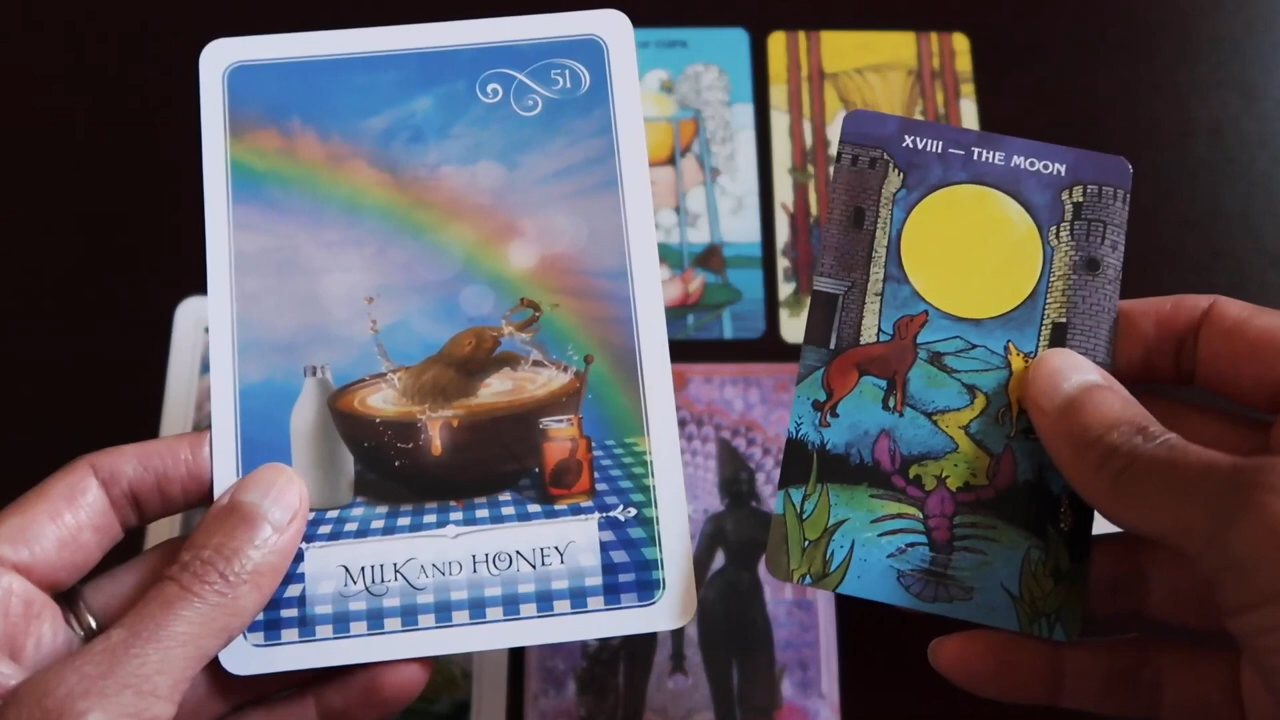 51
MILK AND HONEY
XVIII — THE MOON